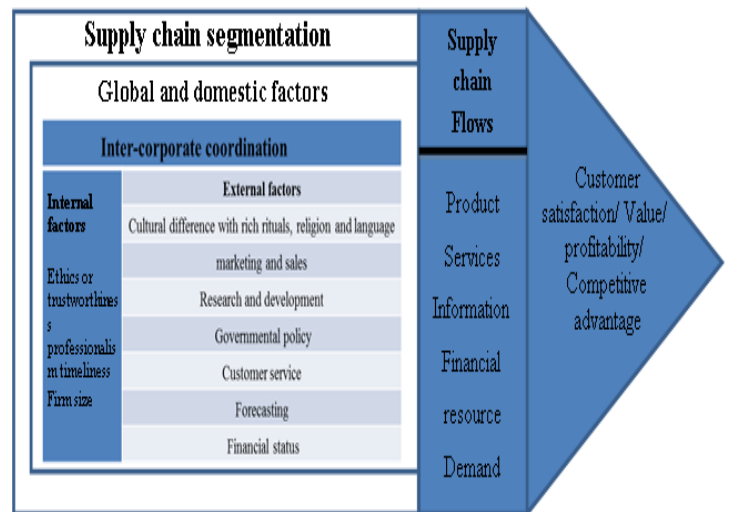 Supply chain segmentation
Global and domestic factors
Inter-corporate coordination
Internal
factors
Ethics or
trustworthines
s
professionalis
m timeliness
Firm size
External factors
Cultural difference with rich rituals, religion and language
marketing and sales
Research and development
Governmental policy
Customer service
Forecasting
Financial status
Supply
chain
Flows
Product
Services
Information
Financial
resource
Demand
Customer
satisfaction/ Value/
profitability/
Competitive
advantage